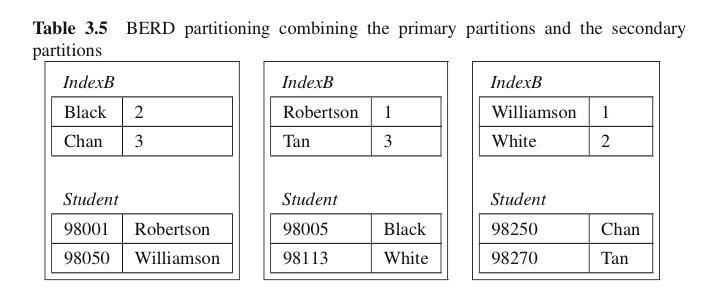 Table 3.5 BERD partitioning combining the primary partitions and the secondary
partitions
IndexB
Black 2
Chan 3
Student
98001 Robertson
98050 Williamson
IndexB
Robertson 1
Tan 3
Student
98005 Black
98113 White
IndexB
Williamson 1
White 2
Student
98250 Chan
98270 Tan